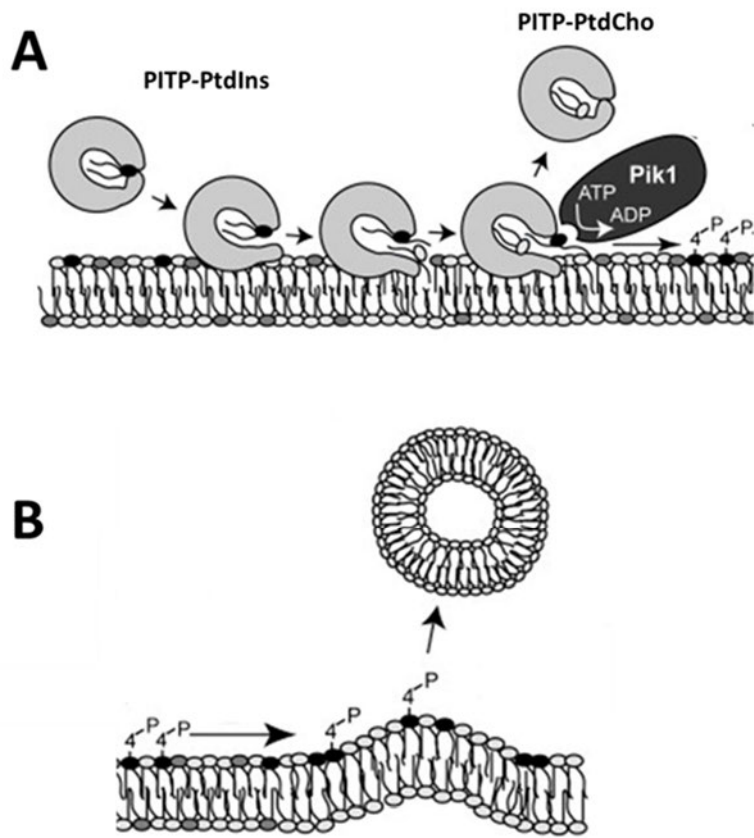 A
PITP-PtdCho
PITP-PtdIns
Pik1
ATP
ADP
4-P 4-P
B
4-P
4-P
4-P 4-P